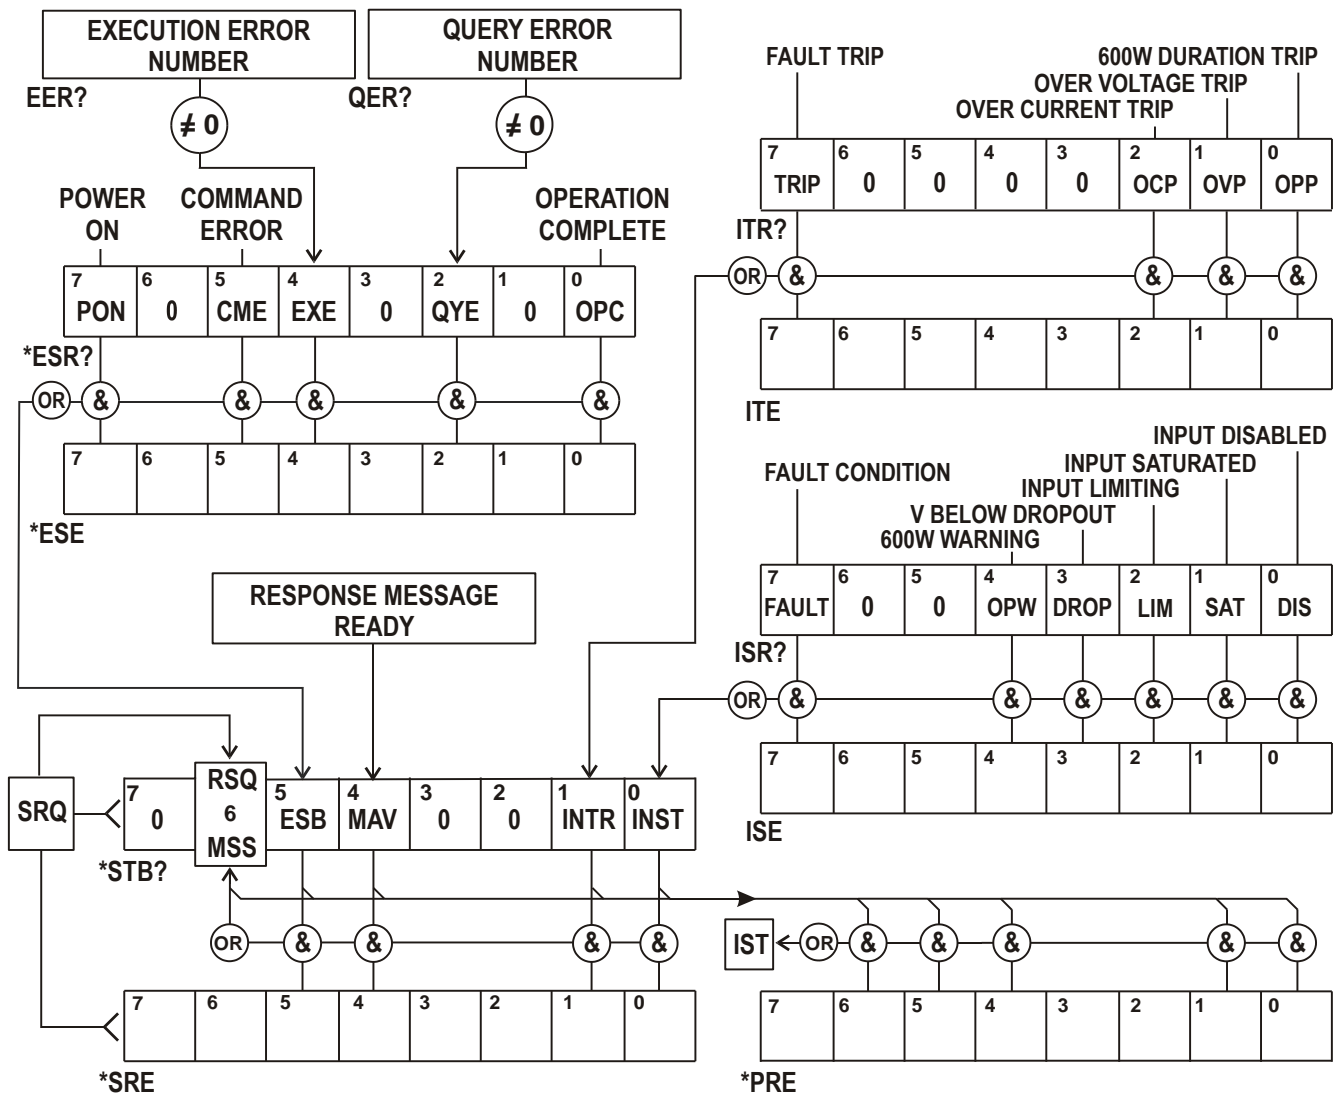 EXECUTION ERROR
NUMBER
EER?
≠ 0
QUERY ERROR
NUMBER
QER?
≠ 0
POWER
ON
COMMAND
ERROR
OPERATION
COMPLETE
7 6 5 4 3 2 1 0
PON 0 CME EXE 0 QYE 0 OPC
*ESR?
OR & & & & &
7 6 5 4 3 2 1 0
*ESE
FAULT TRIP
600W DURATION TRIP
OVER VOLTAGE TRIP
OVER CURRENT TRIP
7 6 5 4 3 2 1 0
TRIP 0 0 0 0 OCP OVP OPP
ITR?
OR & & & &
7 6 5 4 3 2 1 0
ITE
INPUT DISABLED
INPUT SATURATED
FAULT CONDITION
INPUT LIMITING
V BELOW DROPOUT
600W WARNING
7 6 5 4 3 2 1 0
FAULT 0 0 OPW DROP LIM SAT DIS
ISR?
OR & & & & & &
7 6 5 4 3 2 1 0
ISE
RESPONSE MESSAGE
READY
SRQ
7 RSQ 5 4 3 2 1 0
0 6 ESB MAV 0 0 INTR INST
MSS
*STB?
OR & & & &
7 6 5 4 3 2 1 0
*SRE
IST OR & & & & &
7 6 5 4 3 2 1 0
*PRE